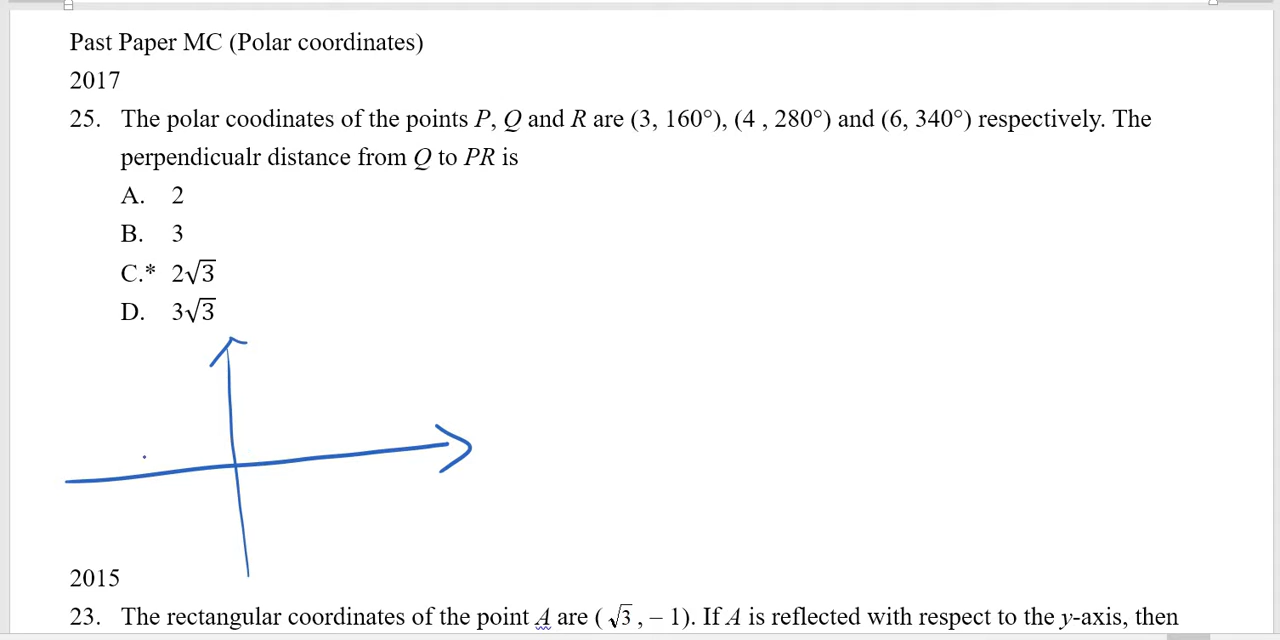 Past Paper MC (Polar coordinates)
2017
25. The polar coodinates of the points P, Q and R are (3, 160°), (4 , 280°) and (6, 340°) respectively. The
perpendicualr distance from Q to PR is
A. 2
B. 3
C.* 2√3
D. 3√3
2015
23. The rectangular coordinates of the point A are ( √3 , – 1). If A is reflected with respect to the y-axis, then